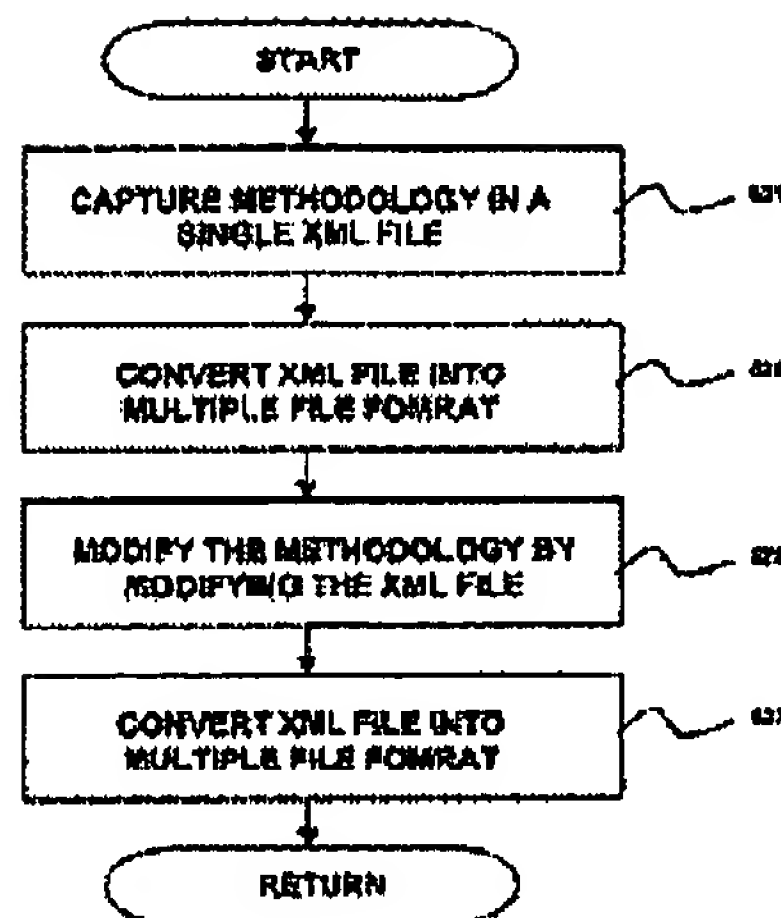 START
CAPTURE METHODOLOGY IN A
SINGLE XML FILE
CONVERT XML FILE INTO
MULTIPLE FILE FOMRAT
MODIFY THE METHODOLOGY BY
MODIFYING THE XML FILE
CONVERT XML FILE INTO
MULTIPLE FILE FOMRAT
RETURN